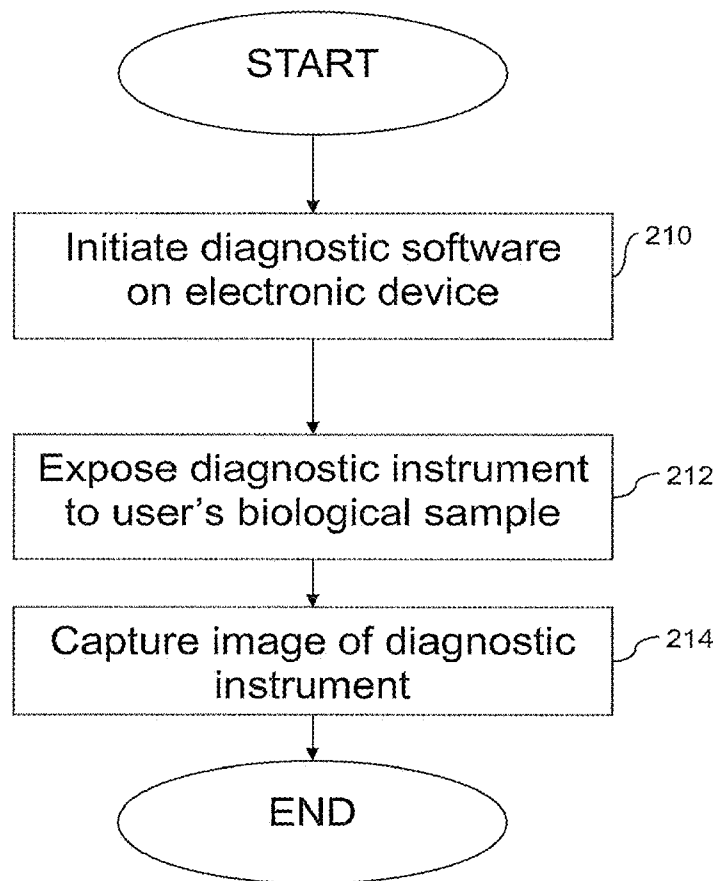 START
Initiate diagnostic software
on electronic device
210
Expose diagnostic instrument
to user's biological sample
212
Capture image of diagnostic
instrument
214
END